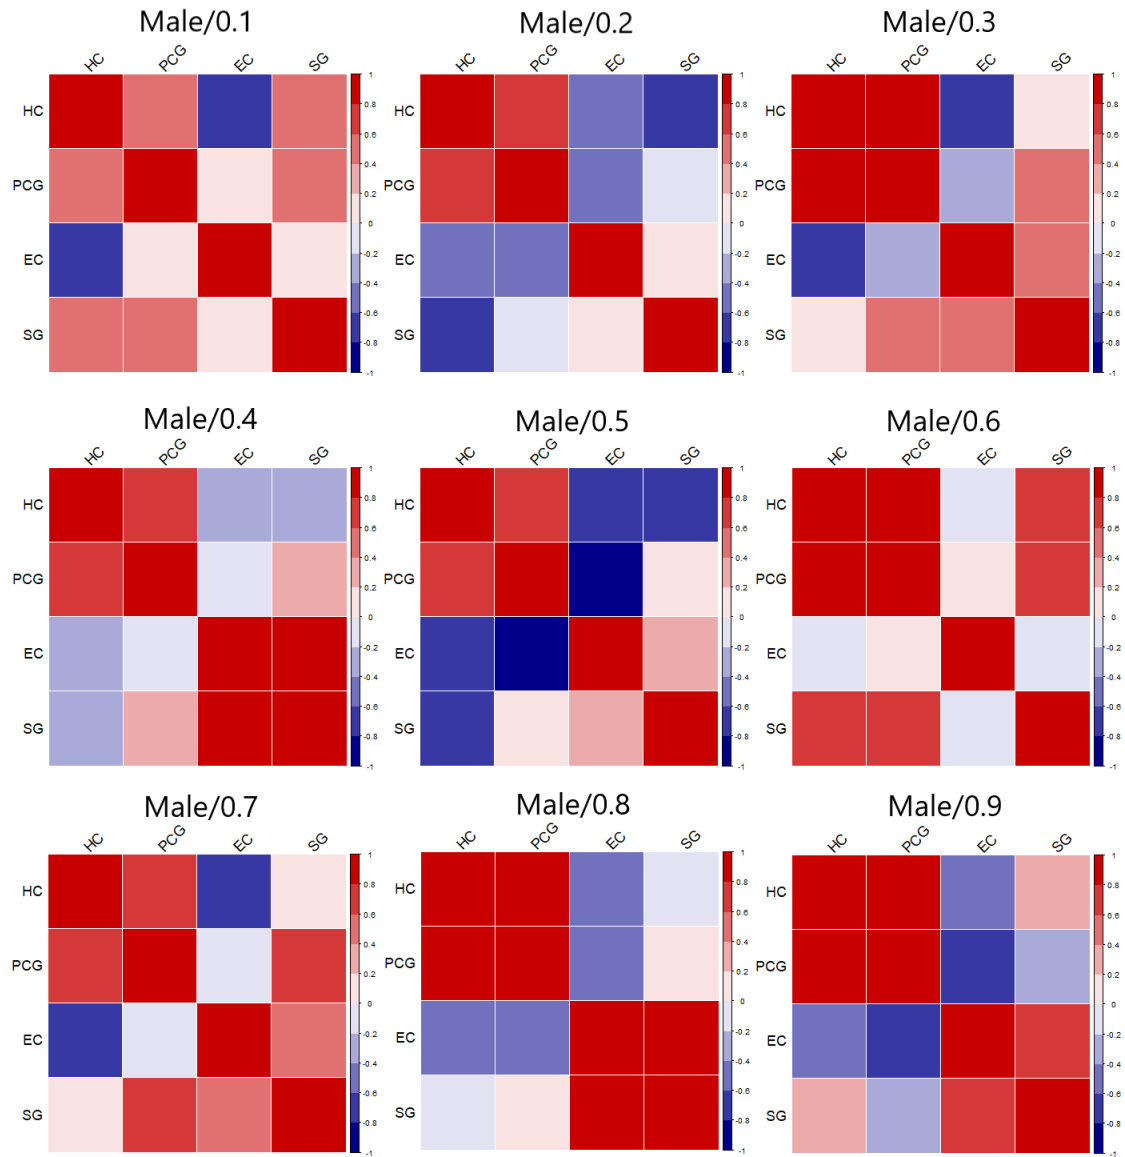 Male/0.1
HC PCG EC SG
HC
PCG
EC
SG
1
0.8
0.6
0.4
0.2
0
-0.2
-0.4
-0.6
-0.8
-1
Male/0.2
HC PCG EC SG
HC
PCG
EC
SG
1
0.8
0.6
0.4
0.2
0
-0.2
-0.4
-0.6
-0.8
-1
Male/0.3
HC PCG EC SG
HC
PCG
EC
SG
1
0.8
0.6
0.4
0.2
0
-0.2
-0.4
-0.6
-0.8
-1
Male/0.4
HC PCG EC SG
HC
PCG
EC
SG
1
0.8
0.6
0.4
0.2
0
-0.2
-0.4
-0.6
-0.8
-1
Male/0.5
HC PCG EC SG
HC
PCG
EC
SG
1
0.8
0.6
0.4
0.2
0
-0.2
-0.4
-0.6
-0.8
-1
Male/0.6
HC PCG EC SG
HC
PCG
EC
SG
1
0.8
0.6
0.4
0.2
0
-0.2
-0.4
-0.6
-0.8
-1
Male/0.7
HC PCG EC SG
HC
PCG
EC
SG
1
0.8
0.6
0.4
0.2
0
-0.2
-0.4
-0.6
-0.8
-1
Male/0.8
HC PCG EC SG
HC
PCG
EC
SG
1
0.8
0.6
0.4
0.2
0
-0.2
-0.4
-0.6
-0.8
-1
Male/0.9
HC PCG EC SG
HC
PCG
EC
SG
1
0.8
0.6
0.4
0.2
0
-0.2
-0.4
-0.6
-0.8
-1